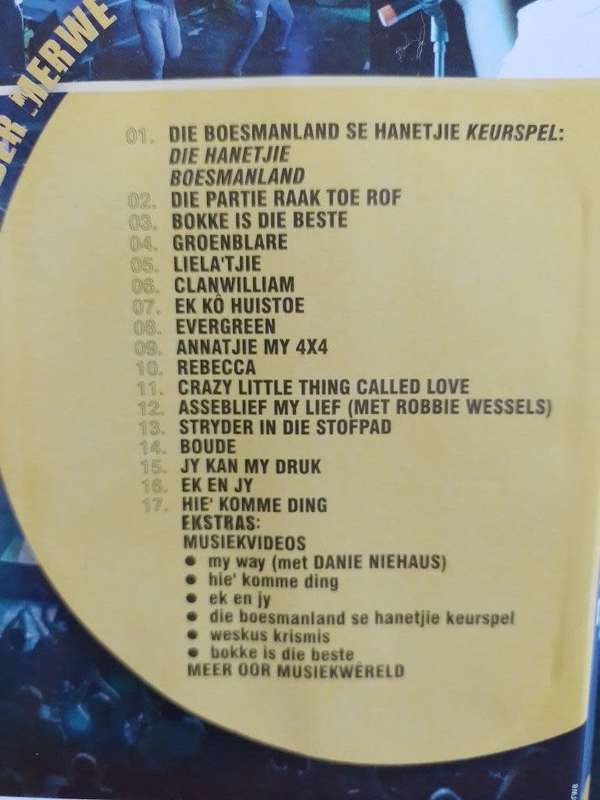 DER MERWE
01. DIE BOESMANLAND SE HANETJIE KEURSPEL:
DIE HANETJIE
BOESMANLAND
02. DIE PARTIE RAAK TOE ROF
03. BOKKE IS DIE BESTE
04. GROENBLARE
05. LIELA'TJIE
06. CLANWILLIAM
07. EK KÔ HUISTOE
08. EVERGREEN
09. ANNATJIE MY 4X4
10. REBECCA
11. CRAZY LITTLE THING CALLED LOVE
12. ASSEBLIEF MY LIEF (MET ROBBIE WESSELS)
13. STRYDER IN DIE STOFPAD
14. BOUDE
15. JY KAN MY DRUK
16. EK EN JY
17. HIE' KOMME DING
EKSTRAS:
MUSIEKVIDEOS
• my way (met DANIE NIEHAUS)
• hie' komme ding
• ek en jy
• die boesmanland se hanetjie keurspel
• weskus krismis
• bokke is die beste
MEER OOR MUSIEKWÊRELD